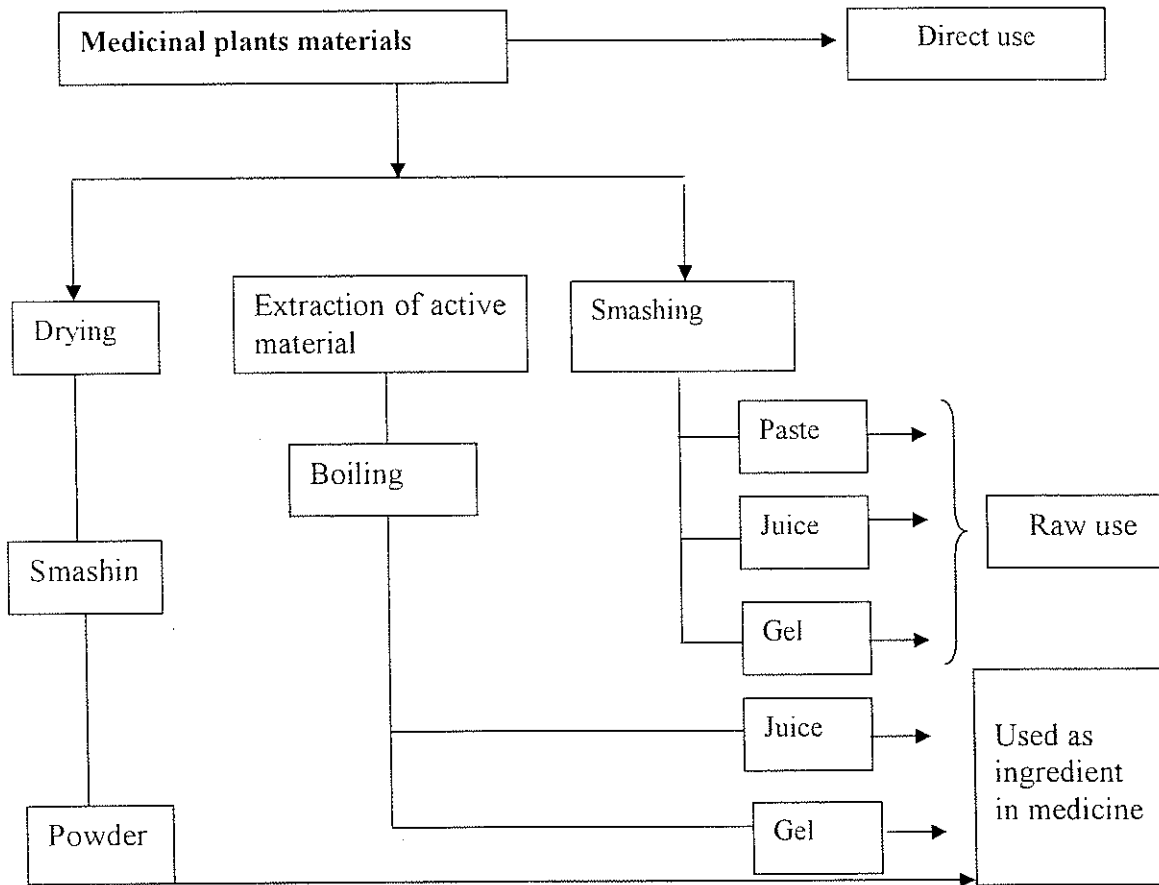 Medicinal plants materials
Direct use
Drying
Extraction of active
material
Smashing
Paste
Boiling
Juice
Raw use
Smashin
Gel
Juice
Used as
ingredient
in medicine
Powder
Gel